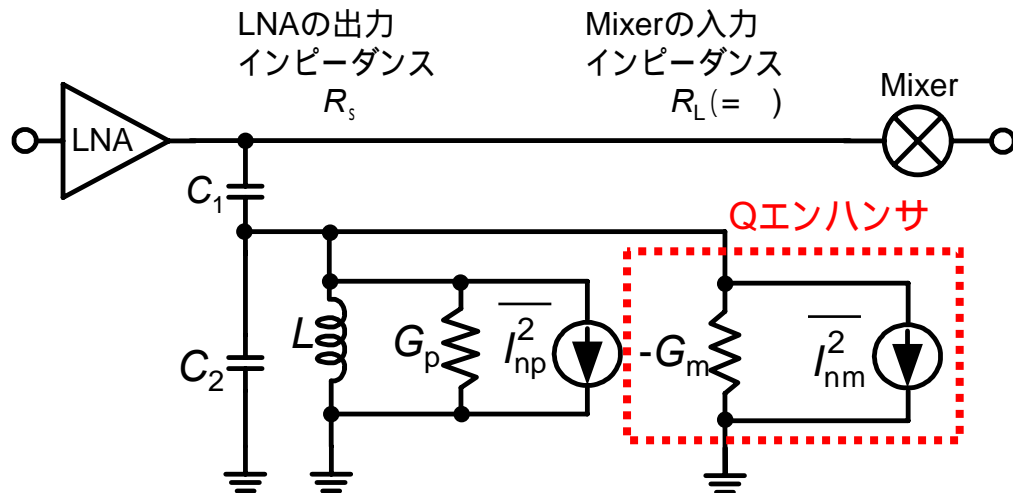 LNAの出力
インピーダンス
Rs
Mixerの入力
インピーダンス
RL(= )
Mixer
LNA
C1
Qエンハンサ
C2
L
Gp
I2np
-Gm
I2nm